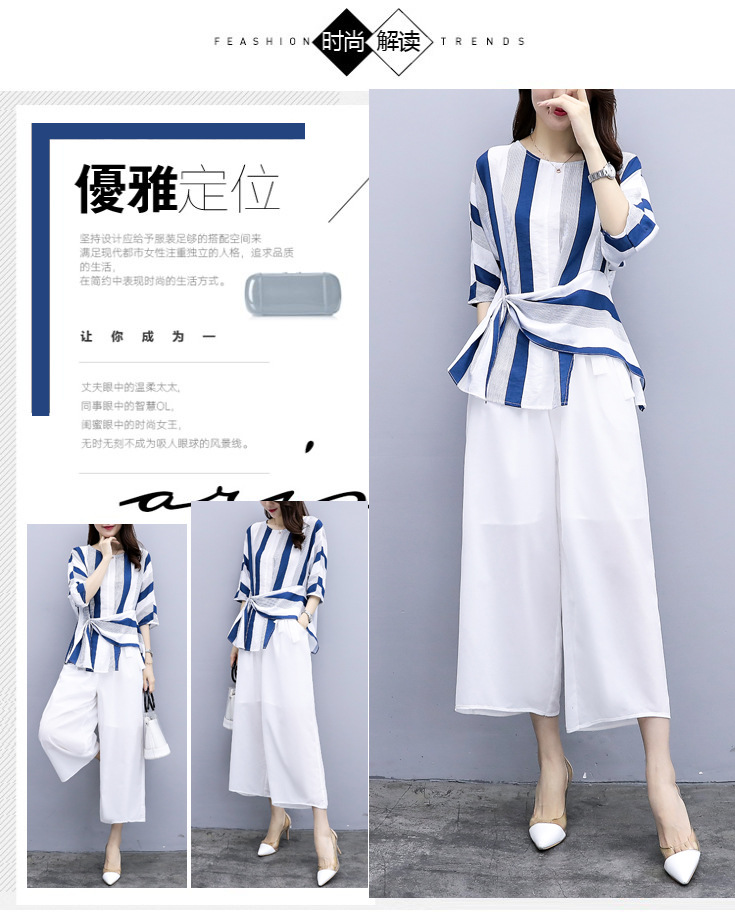 FEASHION 时尚 解读 TRENDS
優雅定位
坚持设计应给予服装足够的搭配空间来
满足现代都市女性注重独立的人格，追求品质
的生活，
在简约中表现时尚的生活方式。
让你成为一
丈夫眼中的温柔太太，
同事眼中的智慧OL，
闺蜜眼中的时尚女王，
无时无刻不成为吸人眼球的风景线。